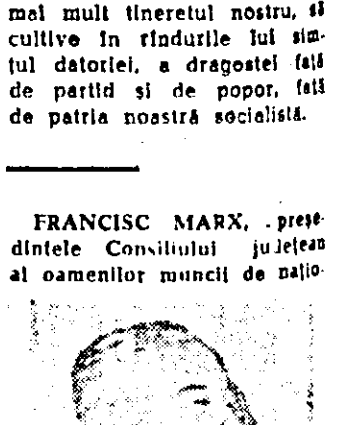 mai mult tineretul nostru, să
cultive în rîndurile lui sim-
țul datoriei, a dragostei față
de partid și de popor, față
de patria noastră socialistă.
FRANCISC MARX, preșe-
dintele Consiliului județean
al oamenilor muncii de națio-